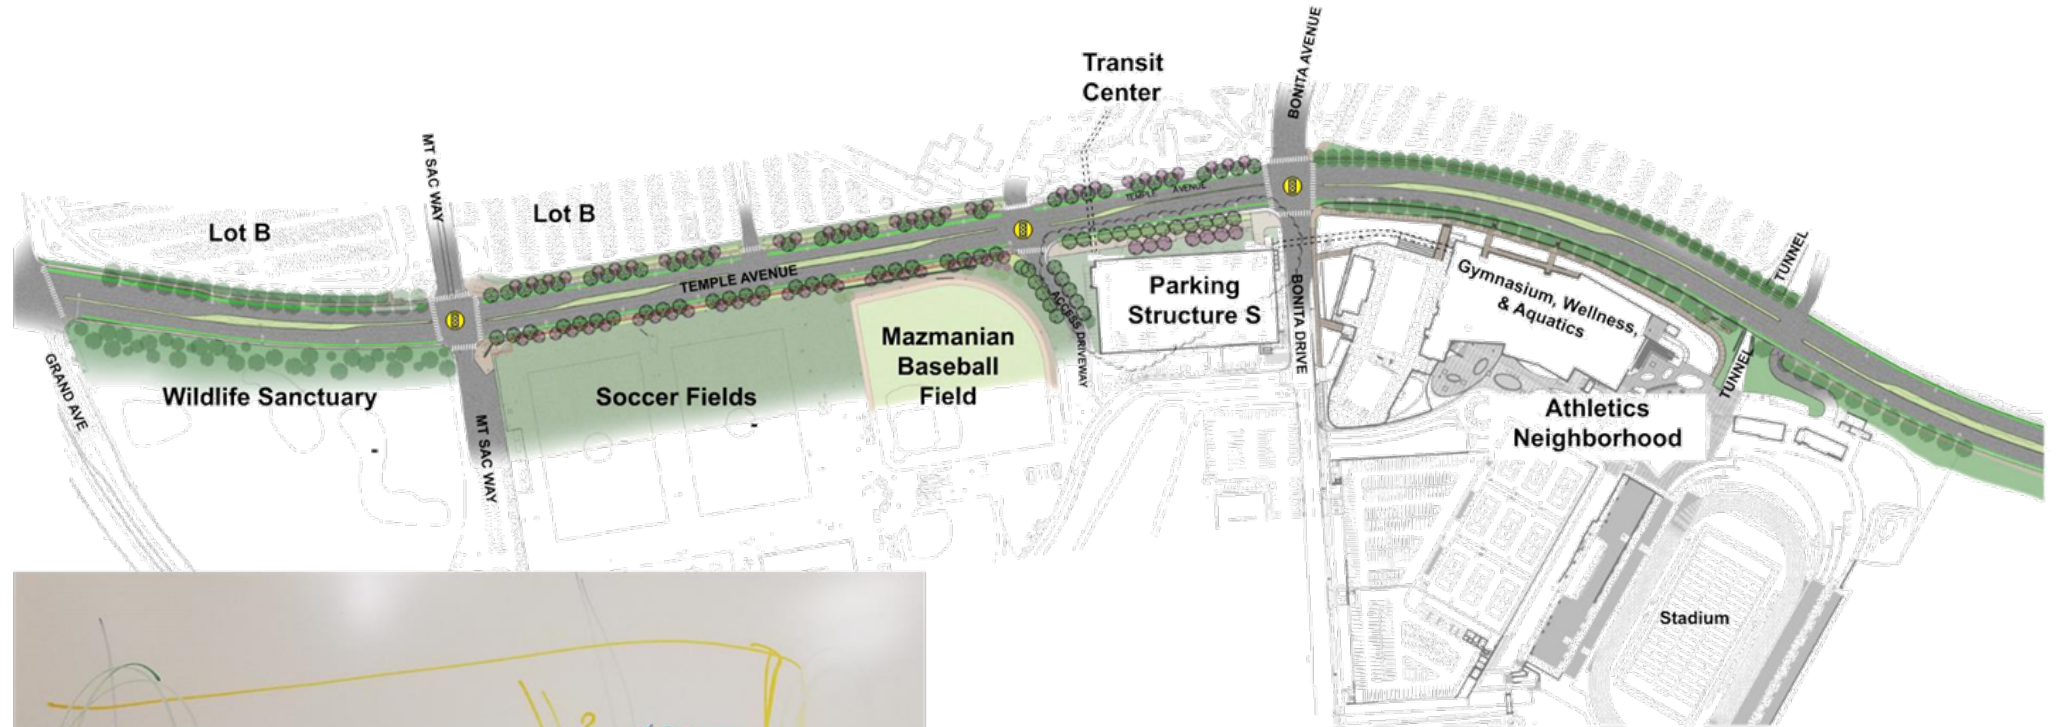 Transit
Center
BONITA AVENUE
MT SAC WAY
Lot B
Lot B
TEMPLE AVENUE
TEMPLE AVENUE
TUNNEL
Parking
Structure S
Gymnasium, Wellness,
& Aquatics
ACCESS DRIVEWAY
BONITA DRIVE
Mazmanian
Baseball
Field
GRAND AVE
Wildlife Sanctuary
Soccer Fields
MT SAC WAY
TUNNEL
Athletics
Neighborhood
Stadium